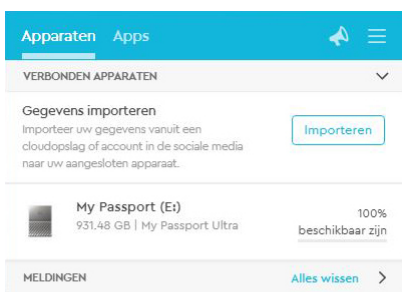 Apparaten Apps
VERBONDEN APPARATEN
Gegevens importeren
Importeer uw gegevens vanuit een
cloudopslag of account in de sociale media
naar uw aangesloten apparaat.
Importeren
My Passport (E:)
931.48 GB | My Passport Ultra
100%
beschikbaar zijn
MELDINGEN
Alles wissen